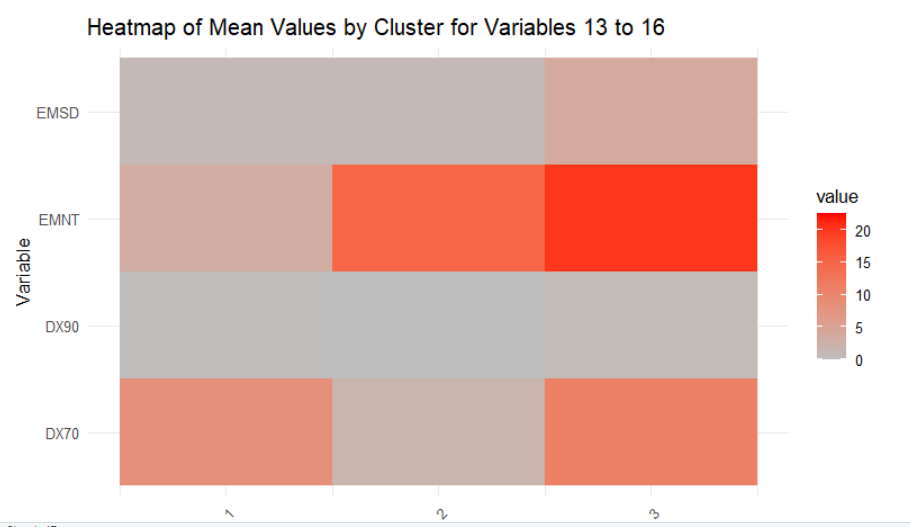 Heatmap of Mean Values by Cluster for Variables 13 to 16
EMSD
EMNT
DX90
DX70
Variable
1
2
3
value
20
15
10
5
0